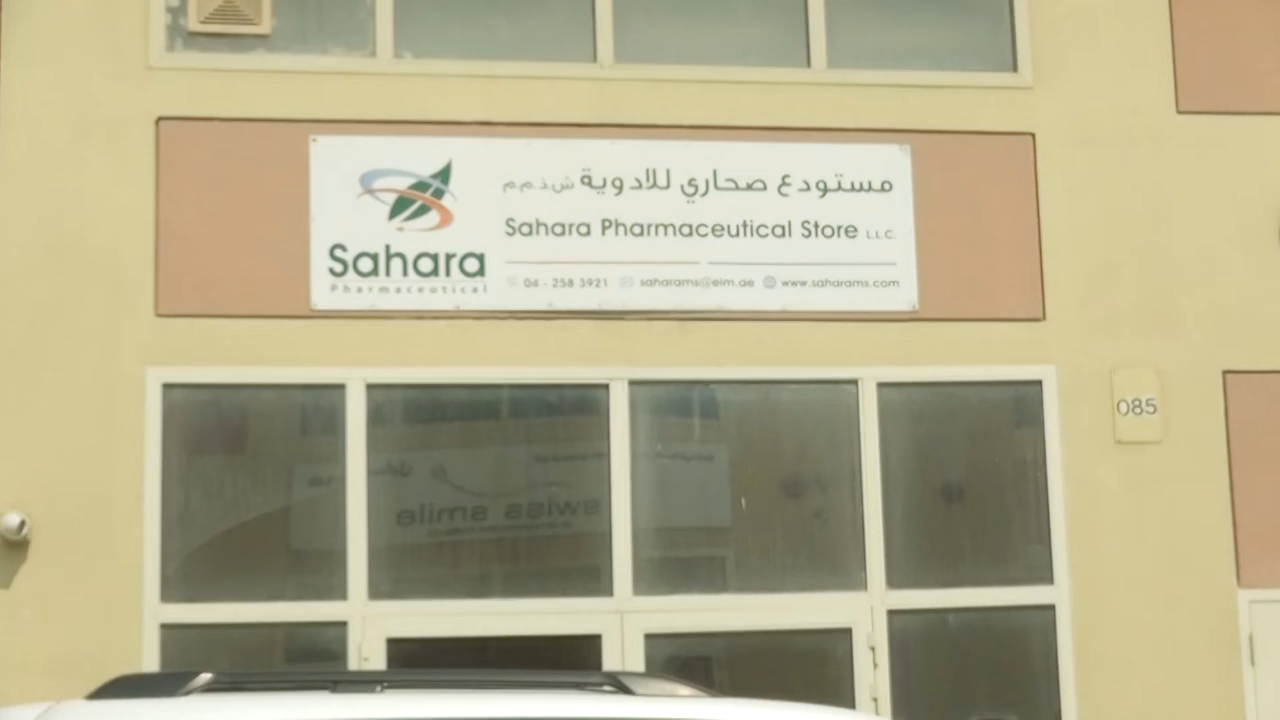 مستودع صحاري للادوية ش.ذ.م.م
Sahara Pharmaceutical Store L.L.C.
Sahara
Pharmaceutical
04 - 258 3921 saharams@eim.ae www.saharams.com
085
swiss smile